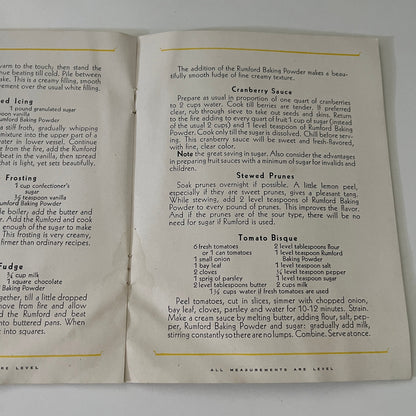 warm to the touch; then stand the
nue beating till cold. Pile between
ake. This is a creamy filling, smooth
ovement over the usual white filling.
ed Icing
1 pound granulated sugar
poon vanilla
umford Baking Powder
a stiff froth, gradually whipping
mixture into the upper part of a
water in lower vessel. Continue
from the fire, add the Rumford
eat in the vanilla, then spread
that is light, yet sets beautifully.
Frosting
1 cup confectioner's
sugar
½ teaspoon vanilla
umford Baking Powder
le boiler, add the butter and
r. Add the Rumford and cook
enough of the sugar to make
This frosting is very creamy,
firmer than ordinary recipes.
Fudge
¾ cup milk
1 square chocolate
Baking Powder
gether, till a little dropped
move from fire and allow
d the Rumford and beat
nto buttered pans. When
into squares.
RE LEVEL
The addition of the Rumford Baking Powder makes a beau-
tifully smooth fudge of fine creamy texture.
Cranberry Sauce
Prepare as usual in proportion of one quart of cranberries
to 2 cups water. Cook till berries are tender. If preferred
clear, rub through sieve to take out seeds and skins. Return
to the fire adding to every quart of fruit 1 cup of sugar (instead
of the usual 2 cups) and 1 level teaspoon of Rumford Baking
Powder. Cook only till the sugar is dissolved. Chill before serv-
ing. This cranberry sauce will be sweet and fresh-flavored,
with fine, clear color.
Note the great saving in sugar. Also consider the advantages
in preparing fruit sauces with a minimum of sugar for invalids and
children.
Stewed Prunes
Soak prunes overnight if possible. A little lemon peel,
especially if they are sweet prunes, gives a pleasant tang.
While stewing, add 2 level teaspoons of Rumford Baking
Powder to every pound of prunes. This improves the flavor.
And if the prunes are of the sour type, there will be no
need for sugar if Rumford is used.
Tomato Bisque
6 fresh tomatoes
or 1 can tomatoes
1 small onion
1 bay leaf
2 cloves
1 sprig of parsley
2 level tablespoons butter
2 level tablespoons flour
1 level teaspoon Rumford
Baking Powder
1 level teaspoon salt
¼ level teaspoon pepper
1 level teaspoon sugar
2 cups milk
1½ cups water if fresh tomatoes are used
Peel tomatoes, cut in slices, simmer with chopped onion,
bay leaf, cloves, parsley and water for 10-12 minutes. Strain.
Make a cream sauce by melting butter, adding flour, salt, pep-
per, Rumford Baking Powder and sugar: gradually add milk,
stirring constantly so there are no lumps. Combine. Serve at once.
ALL MEASUREMENTS ARE LEVEL